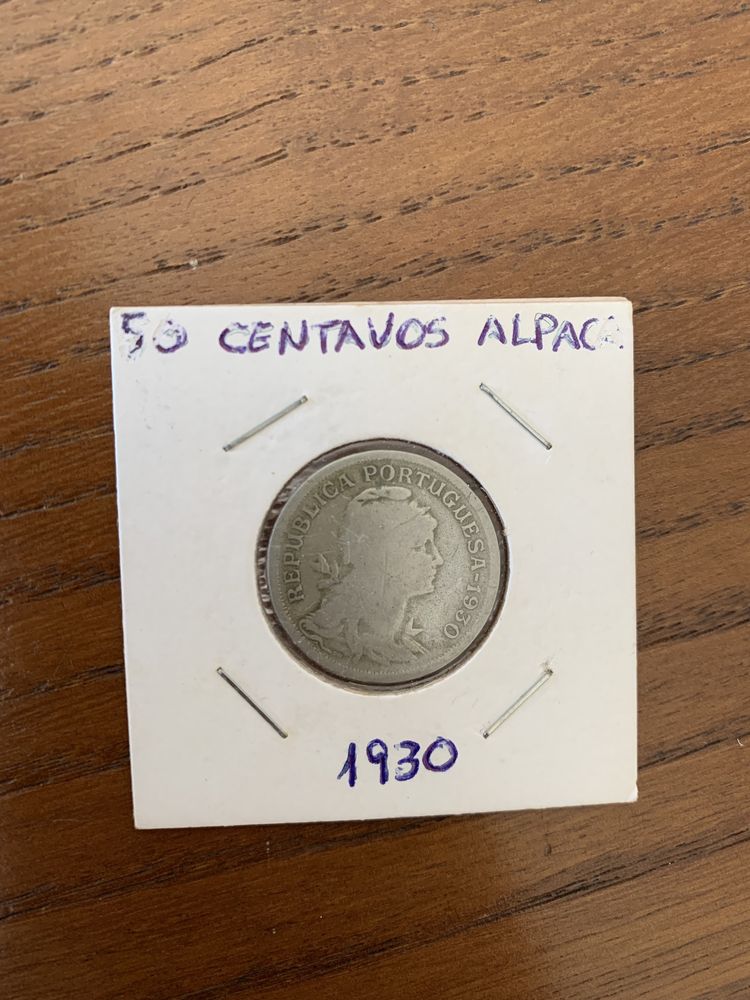 50 CENTAVOS ALPACA
REPUBLICA PORTUGUESA-1930
1930